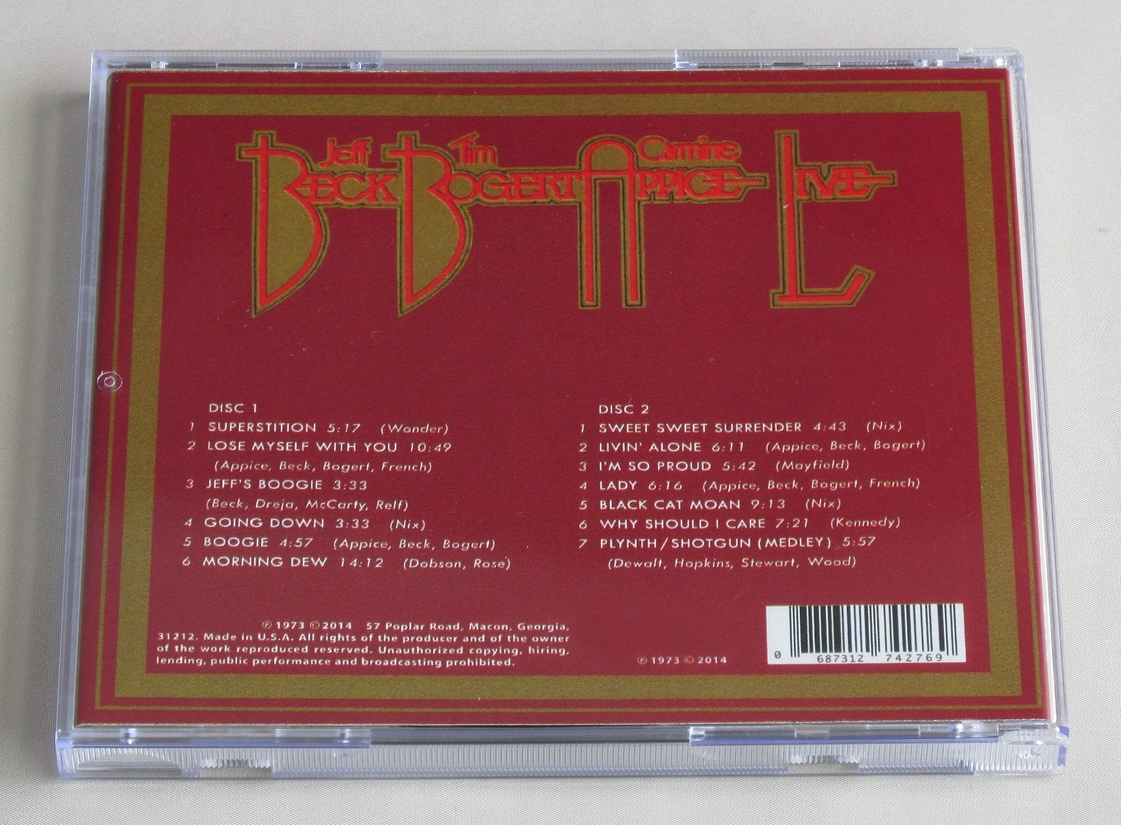 Jeff Tim Carmine
BECK BOGERT APPICE LIVE
DISC 1
1 SUPERSTITION 5:17 (Wonder)
2 LOSE MYSELF WITH YOU 10:49
(Appice, Beck, Bogert, French)
3 JEFF'S BOOGIE 3:33
(Beck, Dreja, McCarty, Relf)
4 GOING DOWN 3:33 (Nix)
5 BOOGIE 4:57 (Appice, Beck, Bogert)
6 MORNING DEW 14:12 (Dobson, Rose)
DISC 2
1 SWEET SWEET SURRENDER 4:43 (Nix)
2 LIVIN' ALONE 6:11 (Appice, Beck, Bogert)
3 I'M SO PROUD 5:42 (Mayfield)
4 LADY 6:16 (Appice, Beck, Bogert, French)
5 BLACK CAT MOAN 9:13 (Nix)
6 WHY SHOULD I CARE 7:21 (Kennedy)
7 PLYNTH/SHOTGUN (MEDLEY) 5:57
(Dewalt, Hopkins, Stewart, Wood)
℗ 1973 © 2014 57 Poplar Road, Macon, Georgia,
31212. Made in U.S.A. All rights of the producer and of the owner
of the work reproduced reserved. Unauthorized copying, hiring,
lending, public performance and broadcasting prohibited.
℗ 1973 © 2014
0 687312 742769